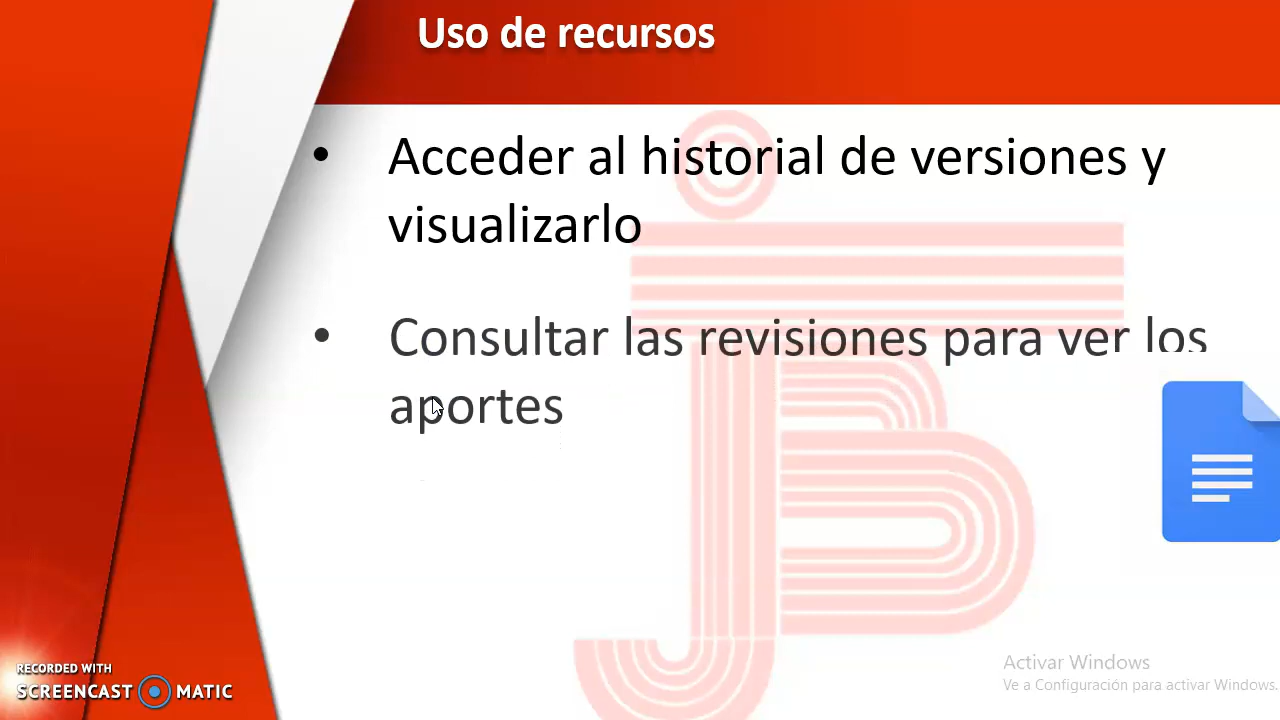 Uso de recursos
• Acceder al historial de versiones y
visualizarlo
• Consultar las revisiones para ver los
aportes
Activar Windows
Ve a Configuración para activar Windows.
RECORDED WITH
SCREENCAST MATIC